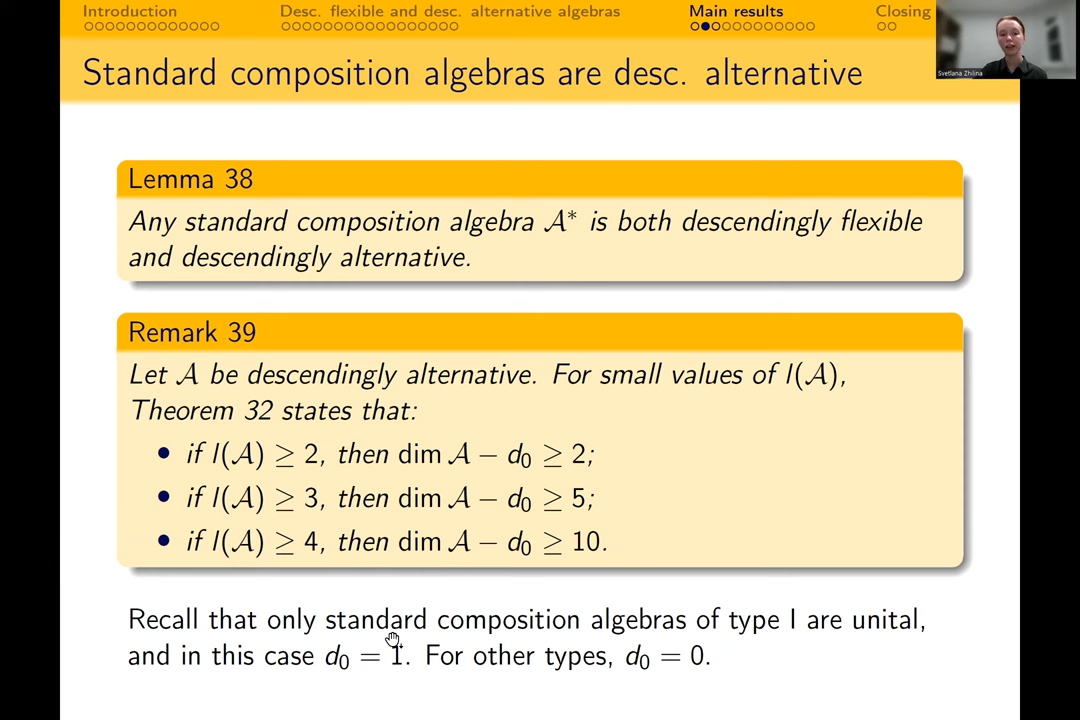 Introduction Desc. flexible and desc. alternative algebras Main results Closing
Standard composition algebras are desc. alternative
Svetlana Zhilina
Lemma 38
Any standard composition algebra 𝒜* is both descendingly flexible
and descendingly alternative.
Remark 39
Let 𝒜 be descendingly alternative. For small values of l(𝒜),
Theorem 32 states that:
• if l(𝒜) ≥ 2, then dim 𝒜 − d₀ ≥ 2;
• if l(𝒜) ≥ 3, then dim 𝒜 − d₀ ≥ 5;
• if l(𝒜) ≥ 4, then dim 𝒜 − d₀ ≥ 10.
Recall that only standard composition algebras of type I are unital,
and in this case d₀ = 1. For other types, d₀ = 0.